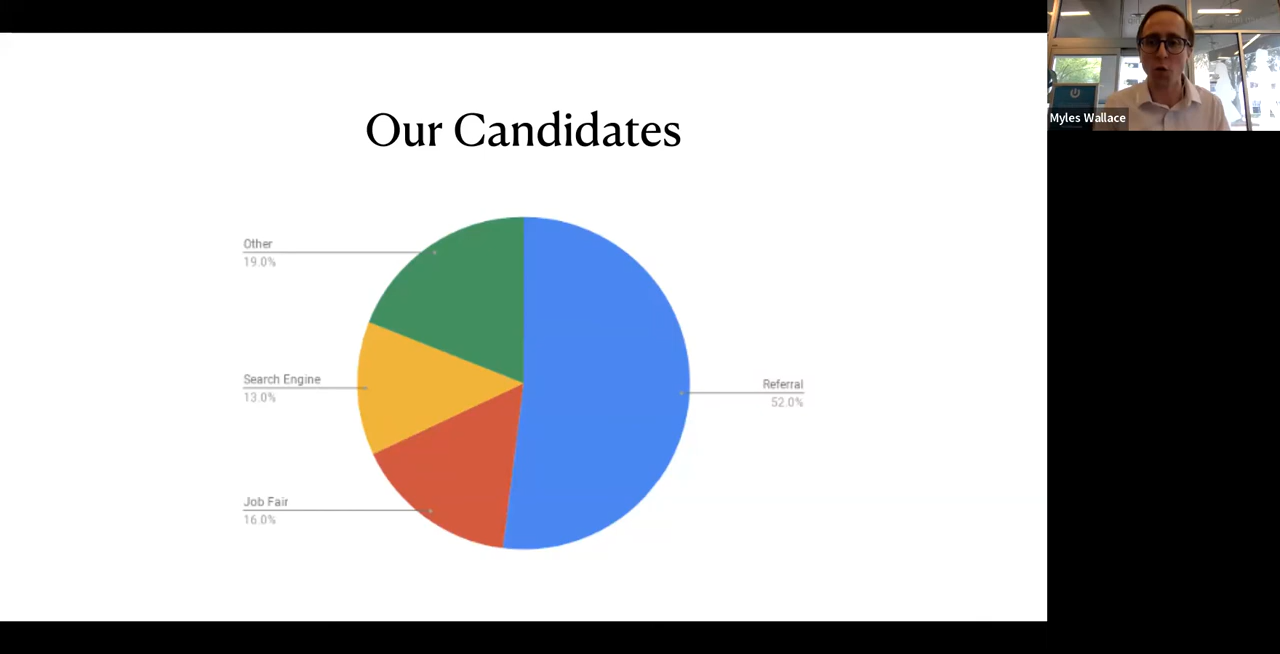 Our Candidates
Other
19.0%
Search Engine
13.0%
Job Fair
16.0%
Referral
52.0%
Myles Wallace